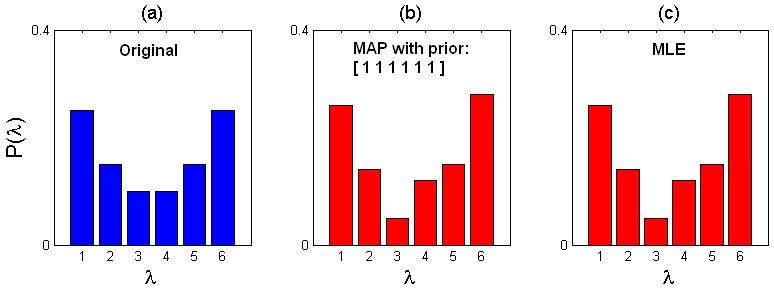 (a)
0.4
Original
P(λ)
0
1 2 3 4 5 6
λ
(b)
0.4
MAP with prior:
[ 1 1 1 1 1 1 ]
0
1 2 3 4 5 6
λ
(c)
0.4
MLE
0
1 2 3 4 5 6
λ